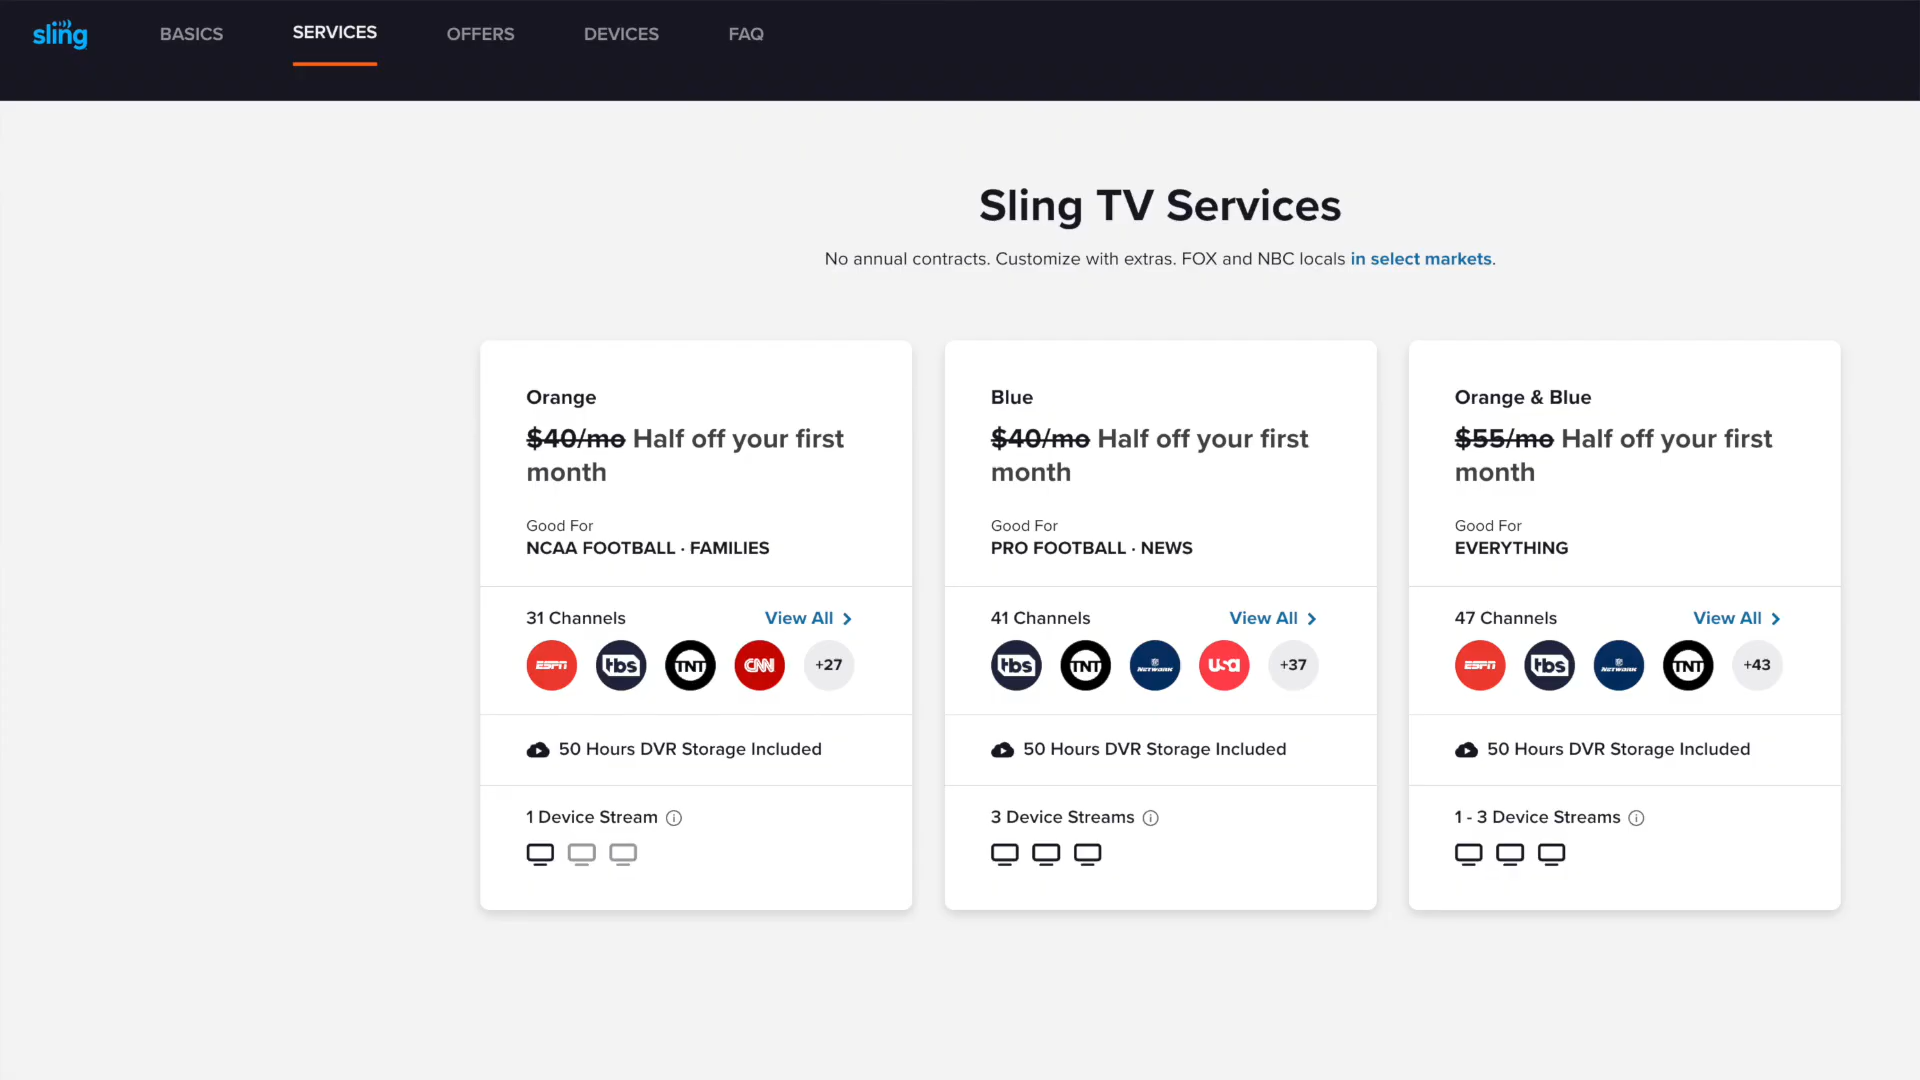 sling
BASICS
SERVICES
OFFERS
DEVICES
FAQ
Sling TV Services
No annual contracts. Customize with extras. FOX and NBC locals in select markets.
Orange
$40/mo Half off your first
month
Good For
NCAA FOOTBALL · FAMILIES
31 Channels
View All
ESPN
tbs
TNT
CNN
+27
50 Hours DVR Storage Included
1 Device Stream
Blue
$40/mo Half off your first
month
Good For
PRO FOOTBALL · NEWS
41 Channels
View All
tbs
TNT
NETWORK
usa
+37
50 Hours DVR Storage Included
3 Device Streams
Orange & Blue
$55/mo Half off your first
month
Good For
EVERYTHING
47 Channels
View All
ESPN
tbs
NETWORK
TNT
+43
50 Hours DVR Storage Included
1 - 3 Device Streams